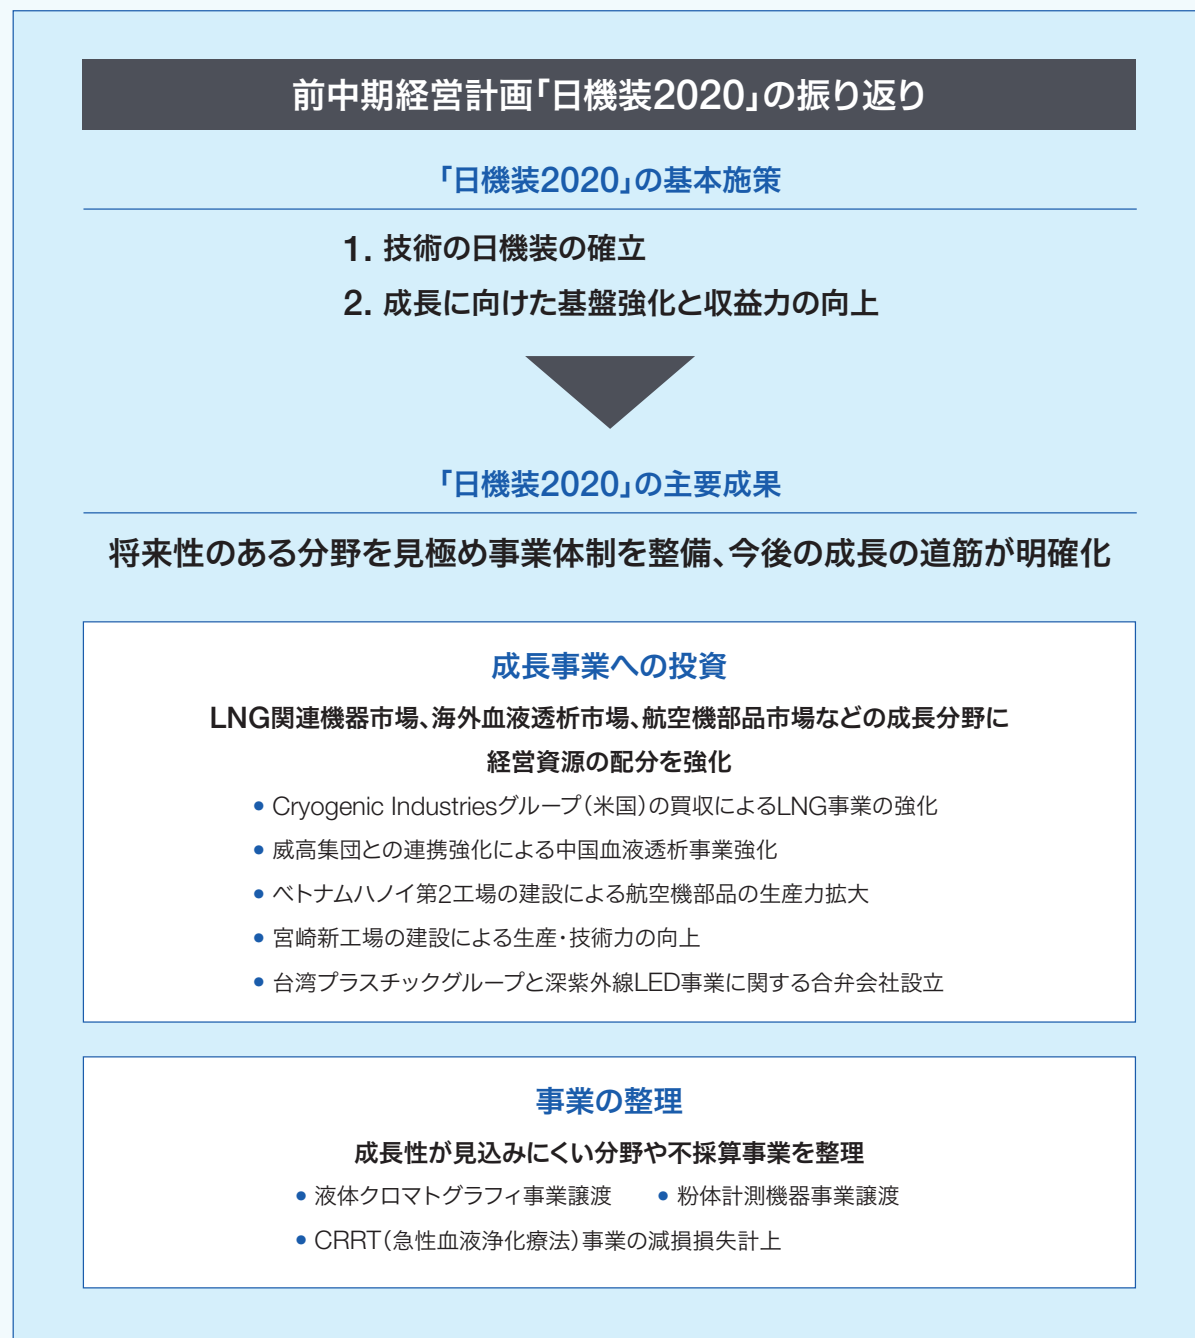 前中期経営計画「日機装2020」の振り返り
「日機装2020」の基本施策
1. 技術の日機装の確立
2. 成長に向けた基盤強化と収益力の向上
「日機装2020」の主要成果
将来性のある分野を見極め事業体制を整備、今後の成長の道筋が明確化
成長事業への投資
LNG関連機器市場、海外血液透析市場、航空機部品市場などの成長分野に
経営資源の配分を強化
• Cryogenic Industriesグループ（米国）の買収によるLNG事業の強化
• 威高集団との連携強化による中国血液透析事業強化
• ベトナムハノイ第2工場の建設による航空機部品の生産力拡大
• 宮崎新工場の建設による生産・技術力の向上
• 台湾プラスチックグループと深紫外線LED事業に関する合弁会社設立
事業の整理
成長性が見込みにくい分野や不採算事業を整理
• 液体クロマトグラフィ事業譲渡 • 粉体計測機器事業譲渡
• CRRT（急性血液浄化療法）事業の減損損失計上